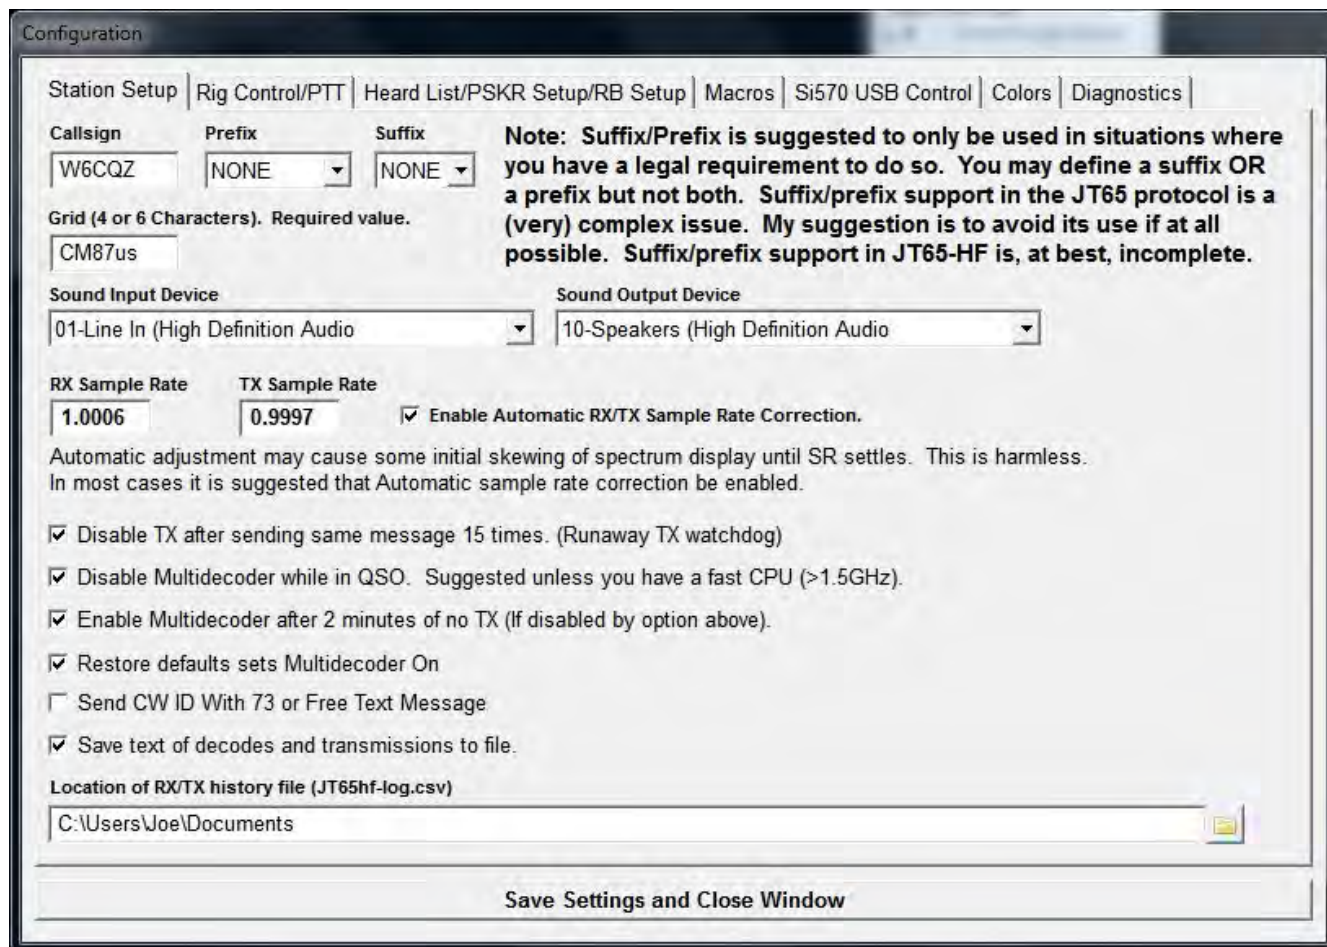 Configuration
Station Setup Rig Control/PTT Heard List/PSKR Setup/RB Setup Macros Si570 USB Control Colors Diagnostics
Callsign Prefix Suffix
W6CQZ NONE NONE
Note: Suffix/Prefix is suggested to only be used in situations where
you have a legal requirement to do so. You may define a suffix OR
a prefix but not both. Suffix/prefix support in the JT65 protocol is a
(very) complex issue. My suggestion is to avoid its use if at all
possible. Suffix/prefix support in JT65-HF is, at best, incomplete.
Grid (4 or 6 Characters). Required value.
CM87us
Sound Input Device Sound Output Device
01-Line In (High Definition Audio 10-Speakers (High Definition Audio
RX Sample Rate TX Sample Rate
1.0006 0.9997 Enable Automatic RX/TX Sample Rate Correction.
Automatic adjustment may cause some initial skewing of spectrum display until SR settles. This is harmless.
In most cases it is suggested that Automatic sample rate correction be enabled.
Disable TX after sending same message 15 times. (Runaway TX watchdog)
Disable Multidecoder while in QSO. Suggested unless you have a fast CPU (>1.5GHz).
Enable Multidecoder after 2 minutes of no TX (If disabled by option above).
Restore defaults sets Multidecoder On
Send CW ID With 73 or Free Text Message
Save text of decodes and transmissions to file.
Location of RX/TX history file (JT65hf-log.csv)
C:\Users\Joe\Documents
Save Settings and Close Window